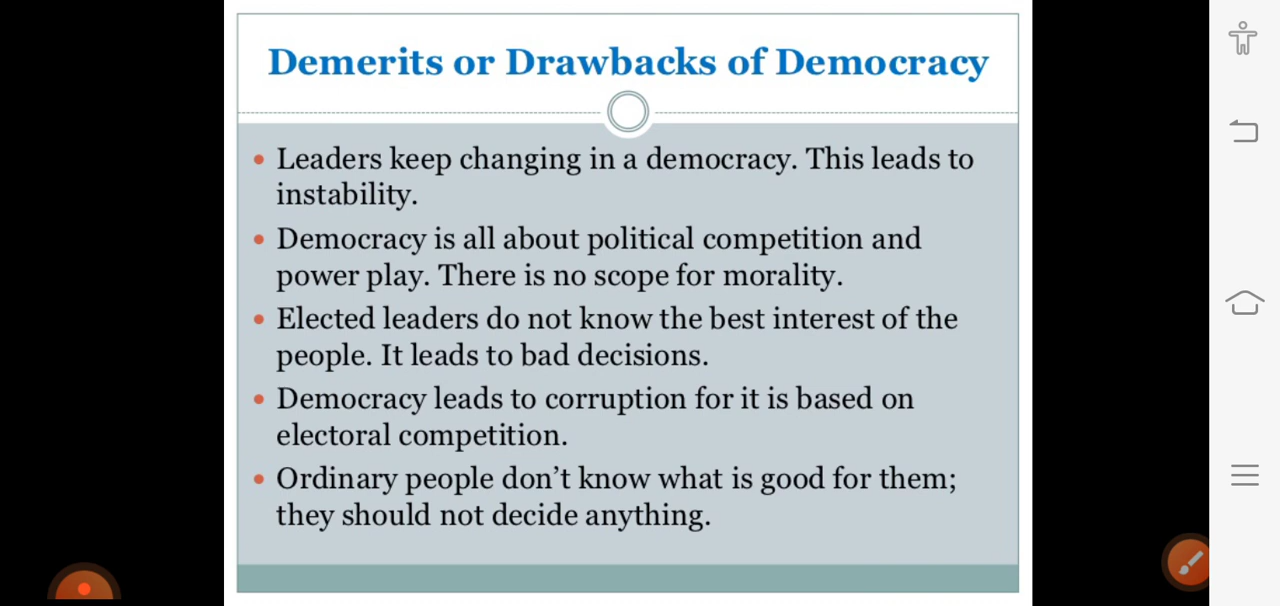 Demerits or Drawbacks of Democracy
• Leaders keep changing in a democracy. This leads to
instability.
• Democracy is all about political competition and
power play. There is no scope for morality.
• Elected leaders do not know the best interest of the
people. It leads to bad decisions.
• Democracy leads to corruption for it is based on
electoral competition.
• Ordinary people don’t know what is good for them;
they should not decide anything.